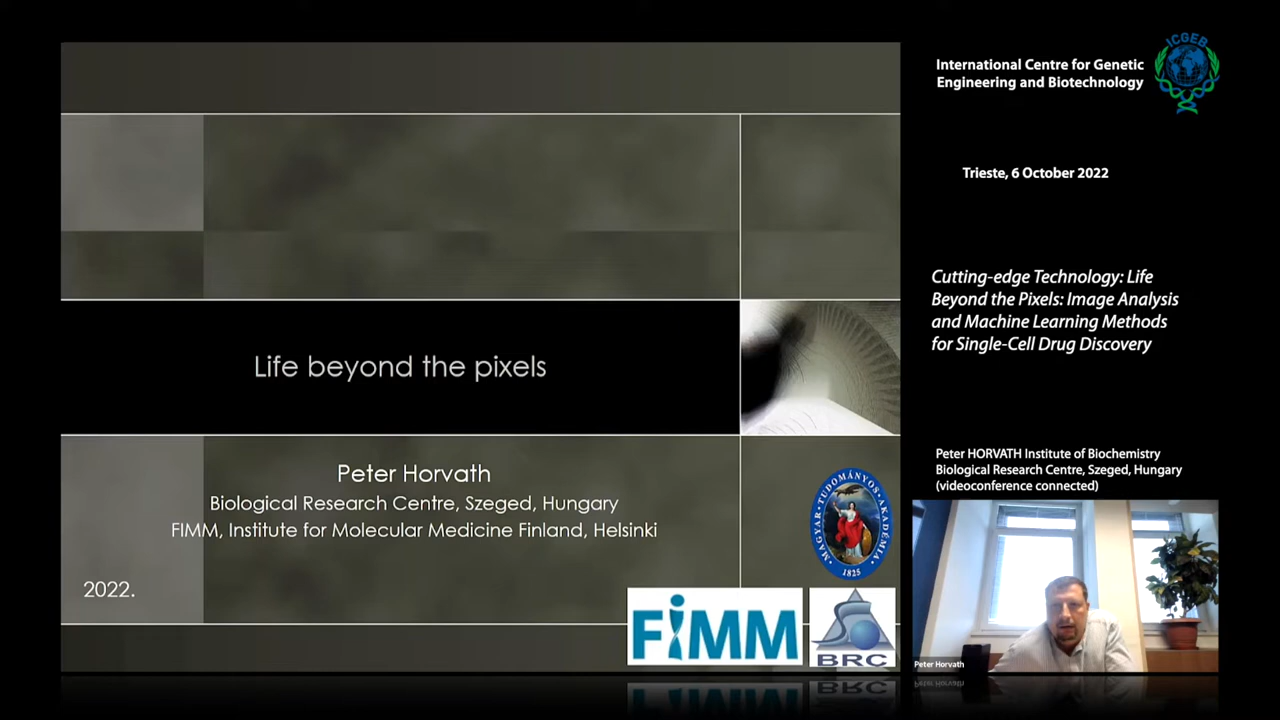 Life beyond the pixels
Peter Horvath
Biological Research Centre, Szeged, Hungary
FIMM, Institute for Molecular Medicine Finland, Helsinki
2022.
MAGYAR • TUDOMÁNYOS • AKADÉMIA
1825
FiMM
BRC
International Centre for Genetic
Engineering and Biotechnology
ICGEB
Trieste, 6 October 2022
Cutting-edge Technology: Life
Beyond the Pixels: Image Analysis
and Machine Learning Methods
for Single-Cell Drug Discovery
Peter HORVATH Institute of Biochemistry
Biological Research Centre, Szeged, Hungary
(videoconference connected)
Peter Horvath